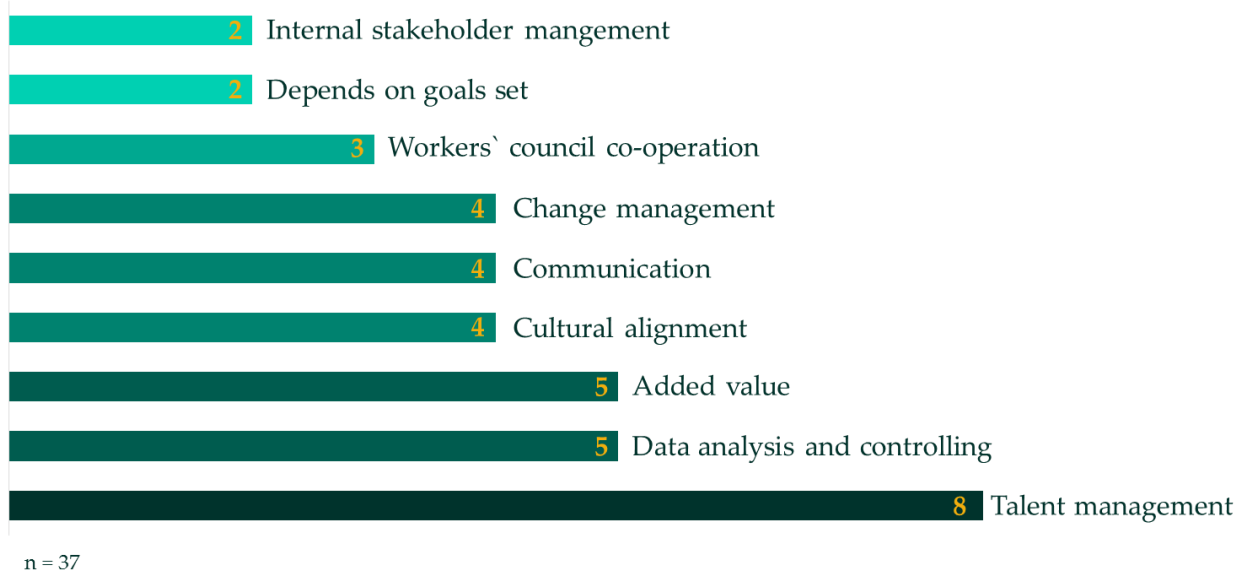 2 Internal stakeholder mangement
2 Depends on goals set
3 Workers` council co-operation
4 Change management
4 Communication
4 Cultural alignment
5 Added value
5 Data analysis and controlling
8 Talent management
n = 37